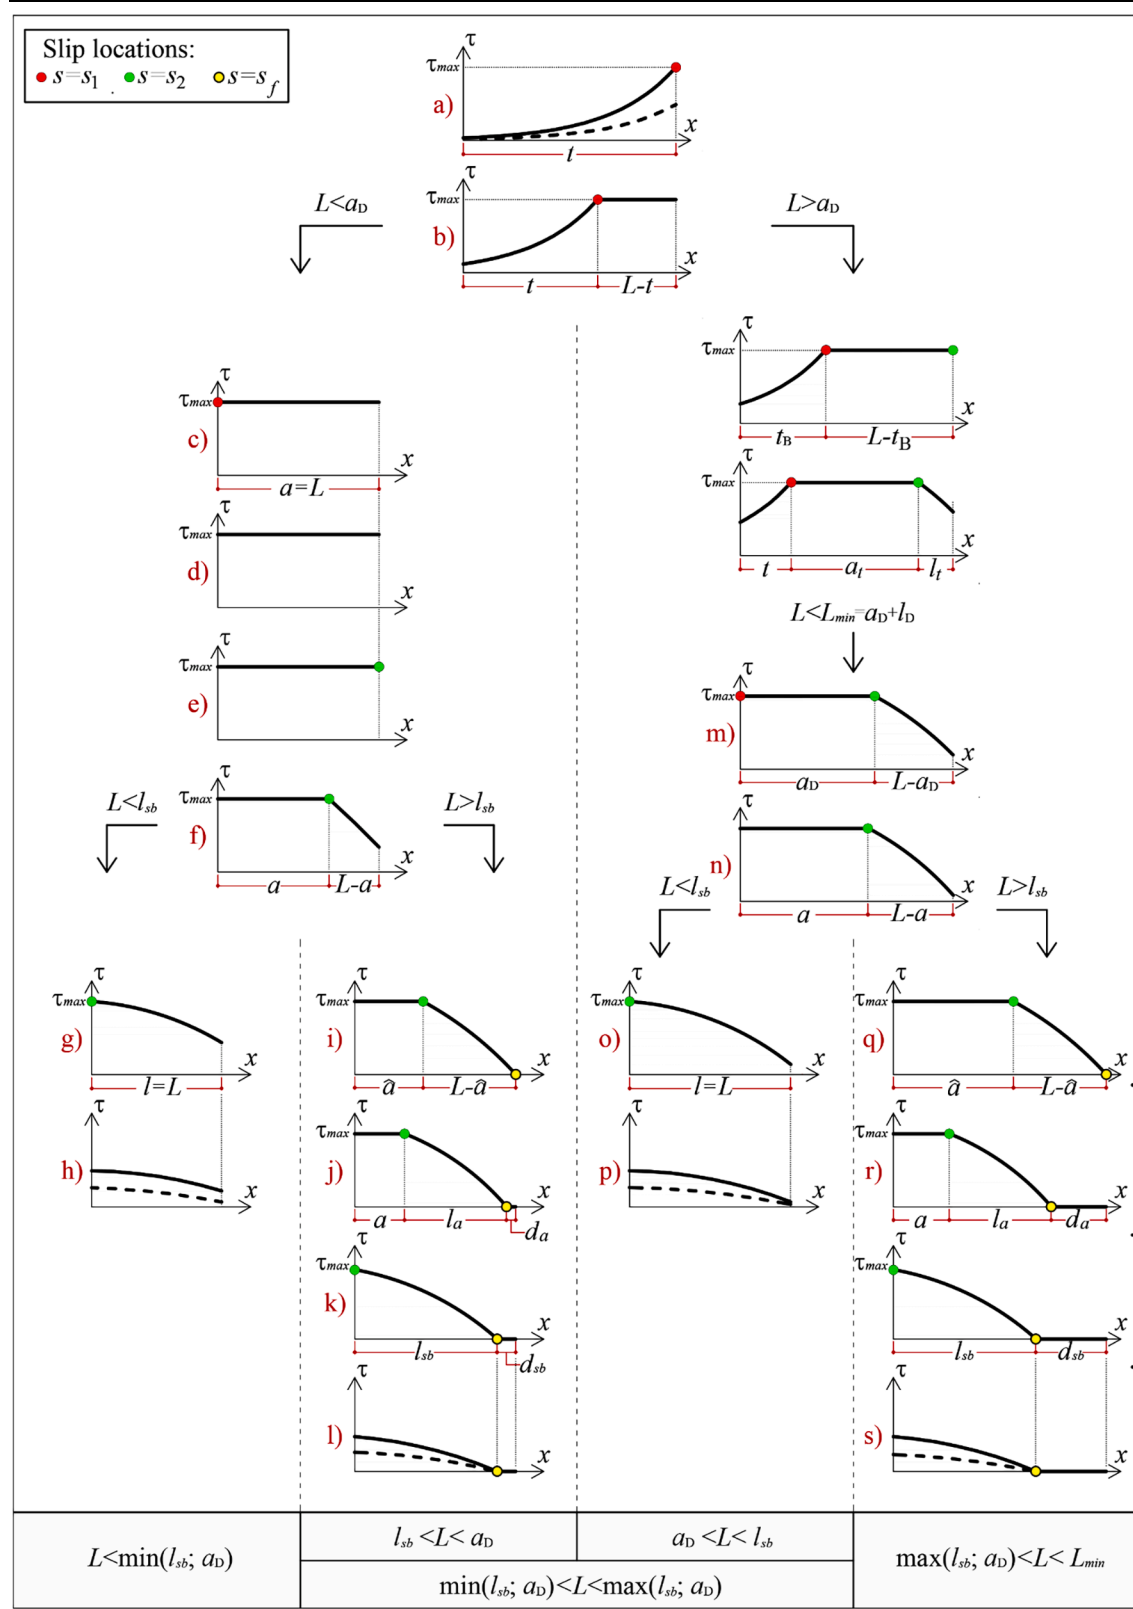 Slip locations:
s=s1 . s=s2 s=sf
τ
τmax
a)
x
t
τ
τmax
b)
x
t L-t
L<aD
L>aD
τ
τmax
x
tB L-tB
τ
τmax
c)
x
a=L
τ
τmax
x
t at lt
τ
τmax
d)
x
L<Lmin=aD+lD
τ
τmax
e)
x
τ
τmax
m)
x
aD L-aD
L<lsb
τ
τmax
f)
x
a L-a
L>lsb
τ
n)
x
a L-a
L<lsb
L>lsb
τ
τmax
g)
x
l=L
τ
τmax
i)
x
â L-â
τ
τmax
o)
x
l=L
τ
τmax
q)
x
â L-â
τ
h)
x
τ
τmax
j)
x
a la da
τ
p)
x
τ
τmax
r)
x
a la da
τ
τmax
k)
x
lsb dsb
τ
τmax
x
lsb dsb
τ
l)
x
τ
s)
x
L<min(lsb; aD)
lsb <L< aD
aD <L< lsb
max(lsb; aD)<L< Lmin
min(lsb; aD)<L<max(lsb; aD)